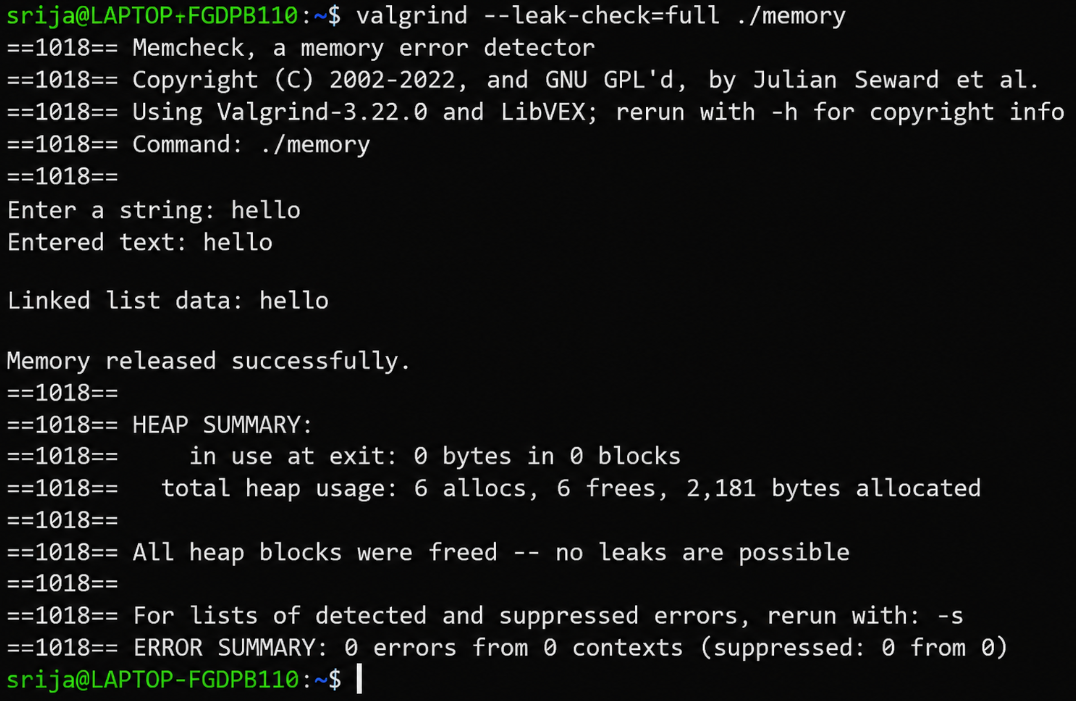 srija@LAPTOP+FGDPB110:~$ valgrind --leak-check=full ./memory
==1018== Memcheck, a memory error detector
==1018== Copyright (C) 2002-2022, and GNU GPL'd, by Julian Seward et al.
==1018== Using Valgrind-3.22.0 and LibVEX; rerun with -h for copyright info
==1018== Command: ./memory
==1018==
Enter a string: hello
Entered text: hello
Linked list data: hello
Memory released successfully.
==1018==
==1018== HEAP SUMMARY:
==1018==     in use at exit: 0 bytes in 0 blocks
==1018==   total heap usage: 6 allocs, 6 frees, 2,181 bytes allocated
==1018==
==1018== All heap blocks were freed -- no leaks are possible
==1018==
==1018== For lists of detected and suppressed errors, rerun with: -s
==1018== ERROR SUMMARY: 0 errors from 0 contexts (suppressed: 0 from 0)
srija@LAPTOP-FGDPB110:~$